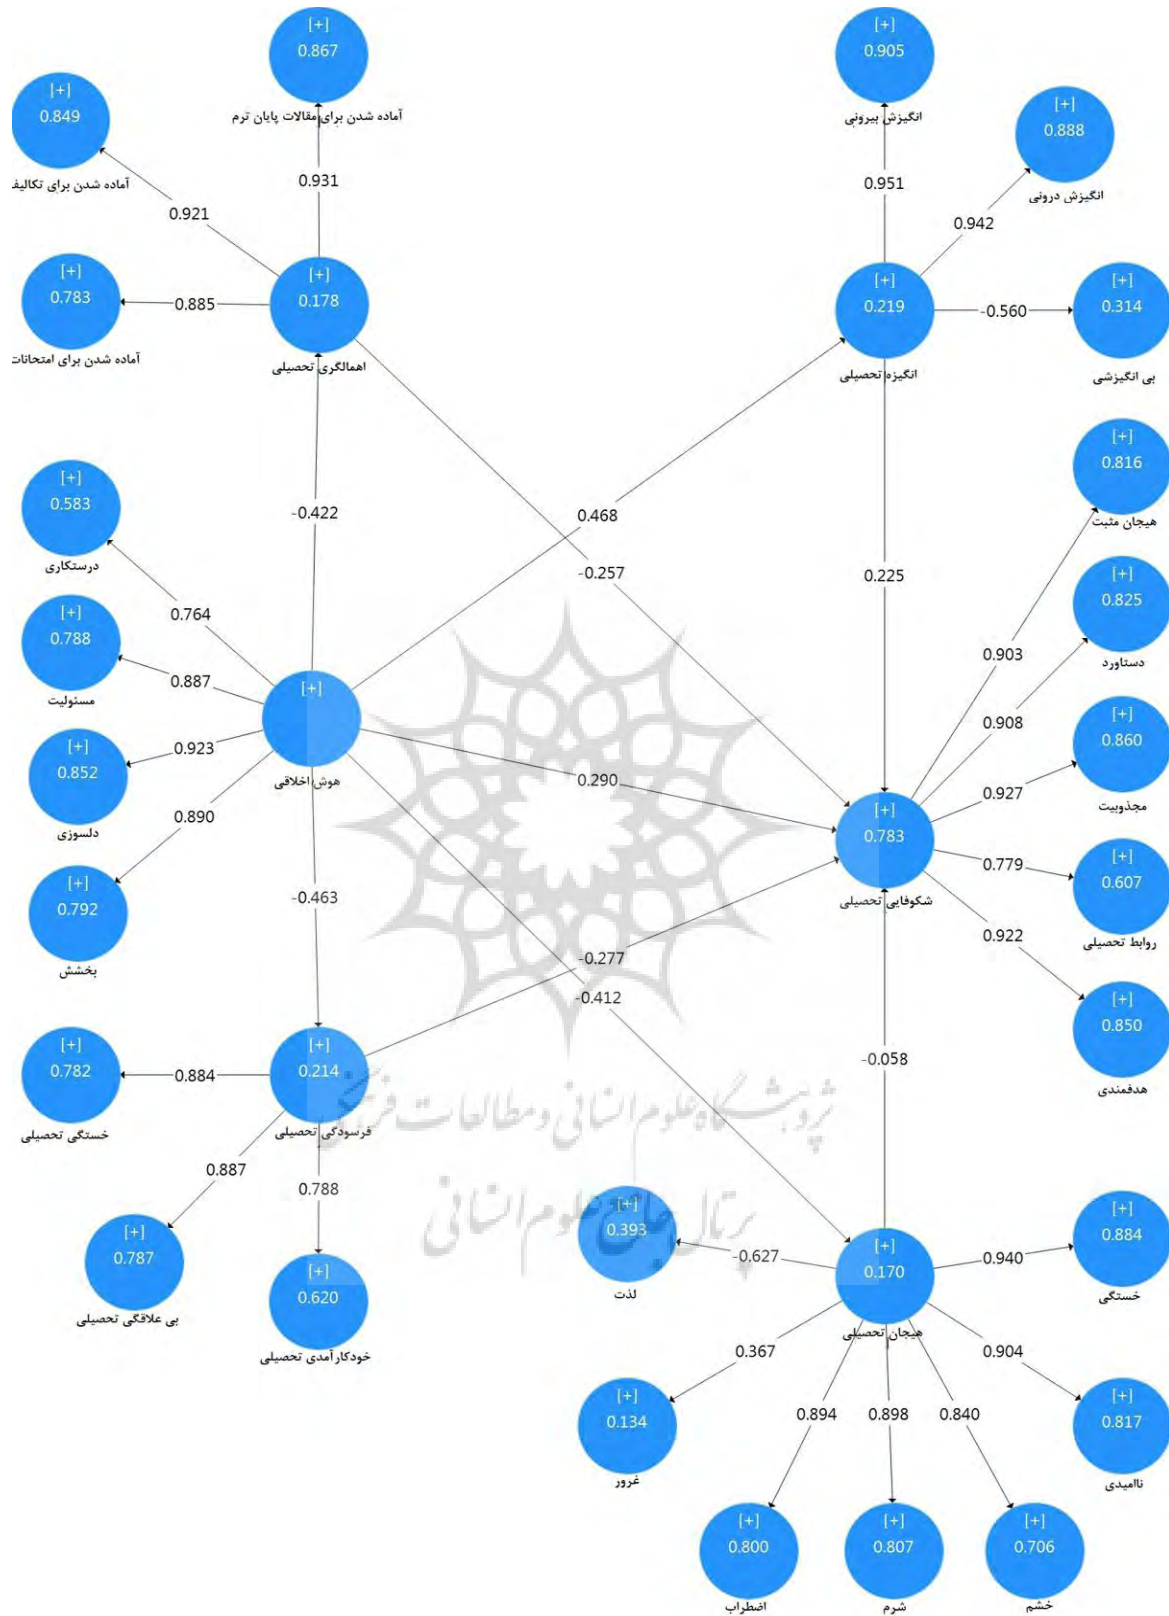 [+]
0.867
آماده شدن برای مقالات پایان ترم
[+]
0.905
انگیزش بیرونی
[+]
0.849
آماده شدن برای تکالیف
[+]
0.888
انگیزش درونی
0.931
0.921
0.951
0.942
[+]
0.783
آماده شدن برای امتحانات
0.885
[+]
0.178
اهمالگری تحصیلی
[+]
0.219
انگیزه تحصیلی
-0.560
[+]
0.314
بی انگیزشی
[+]
0.816
هیجان مثبت
[+]
0.583
درستکاری
-0.422
0.468
-0.257
0.225
[+]
0.825
دستاورد
0.764
[+]
0.788
مسئولیت
0.887
0.903
[+]
هوش اخلاقی
0.908
[+]
0.852
دلسوزی
0.923
0.890
0.290
[+]
0.860
مجذوبیت
0.927
[+]
0.783
شکوفایی تحصیلی
0.779
[+]
0.607
روابط تحصیلی
[+]
0.792
بخشش
-0.463
0.922
-0.277
-0.412
[+]
0.850
هدفمندی
-0.058
[+]
0.782
خستگی تحصیلی
0.884
[+]
0.214
فرسودگی تحصیلی
پژوهشگاه علوم انسانی و مطالعات فرهنگی
0.887
0.788
پرتال جامع علوم انسانی
[+]
0.787
بی علاقگی تحصیلی
[+]
0.620
خودکارآمدی تحصیلی
[+]
0.393
لذت
-0.627
[+]
0.170
هیجان تحصیلی
0.940
[+]
0.884
خستگی
0.367
0.904
[+]
0.134
غرور
0.894
0.898
0.840
[+]
0.817
ناامیدی
[+]
0.800
اضطراب
[+]
0.807
شرم
[+]
0.706
خشم